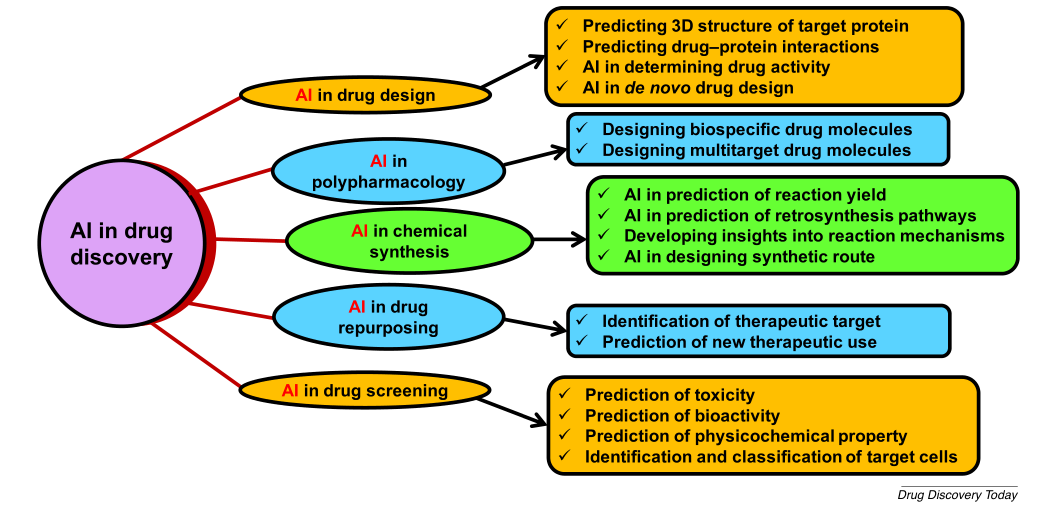 AI in drug
discovery
AI in drug design
✓ Predicting 3D structure of target protein
✓ Predicting drug–protein interactions
✓ AI in determining drug activity
✓ AI in de novo drug design
AI in
polypharmacology
✓ Designing biospecific drug molecules
✓ Designing multitarget drug molecules
AI in chemical
synthesis
✓ AI in prediction of reaction yield
✓ AI in prediction of retrosynthesis pathways
✓ Developing insights into reaction mechanisms
✓ AI in designing synthetic route
AI in drug
repurposing
✓ Identification of therapeutic target
✓ Prediction of new therapeutic use
AI in drug screening
✓ Prediction of toxicity
✓ Prediction of bioactivity
✓ Prediction of physicochemical property
✓ Identification and classification of target cells
Drug Discovery Today